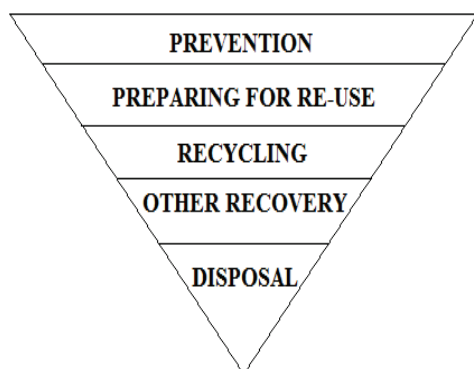 PREVENTION
PREPARING FOR RE-USE
RECYCLING
OTHER RECOVERY
DISPOSAL